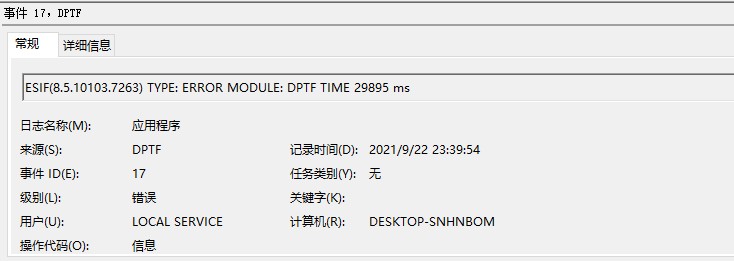 事件 17，DPTF
常规 详细信息
ESIF(8.5.10103.7263) TYPE: ERROR MODULE: DPTF TIME 29895 ms
日志名称(M): 应用程序
来源(S): DPTF 记录时间(D): 2021/9/22 23:39:54
事件 ID(E): 17 任务类别(Y): 无
级别(L): 错误 关键字(K):
用户(U): LOCAL SERVICE 计算机(R): DESKTOP-SNHNBOM
操作代码(O): 信息